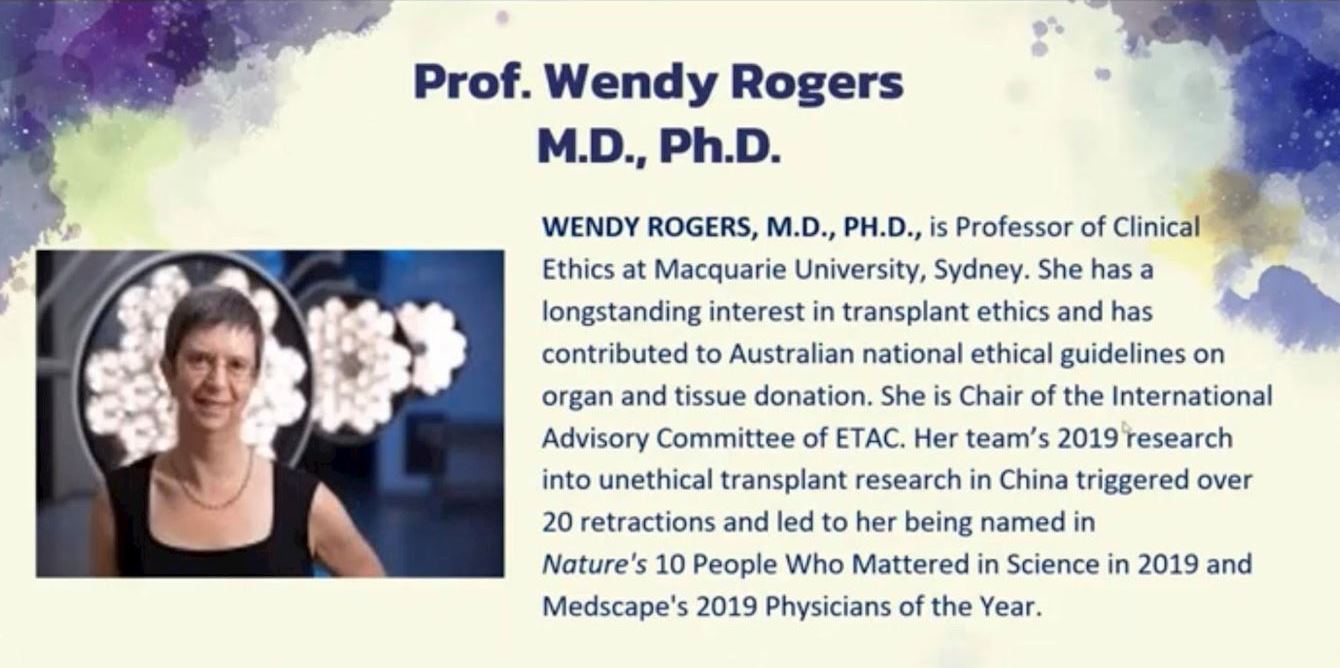 Prof. Wendy Rogers
M.D., Ph.D.
WENDY ROGERS, M.D., PH.D., is Professor of Clinical
Ethics at Macquarie University, Sydney. She has a
longstanding interest in transplant ethics and has
contributed to Australian national ethical guidelines on
organ and tissue donation. She is Chair of the International
Advisory Committee of ETAC. Her team's 2019 research
into unethical transplant research in China triggered over
20 retractions and led to her being named in
Nature's 10 People Who Mattered in Science in 2019 and
Medscape's 2019 Physicians of the Year.